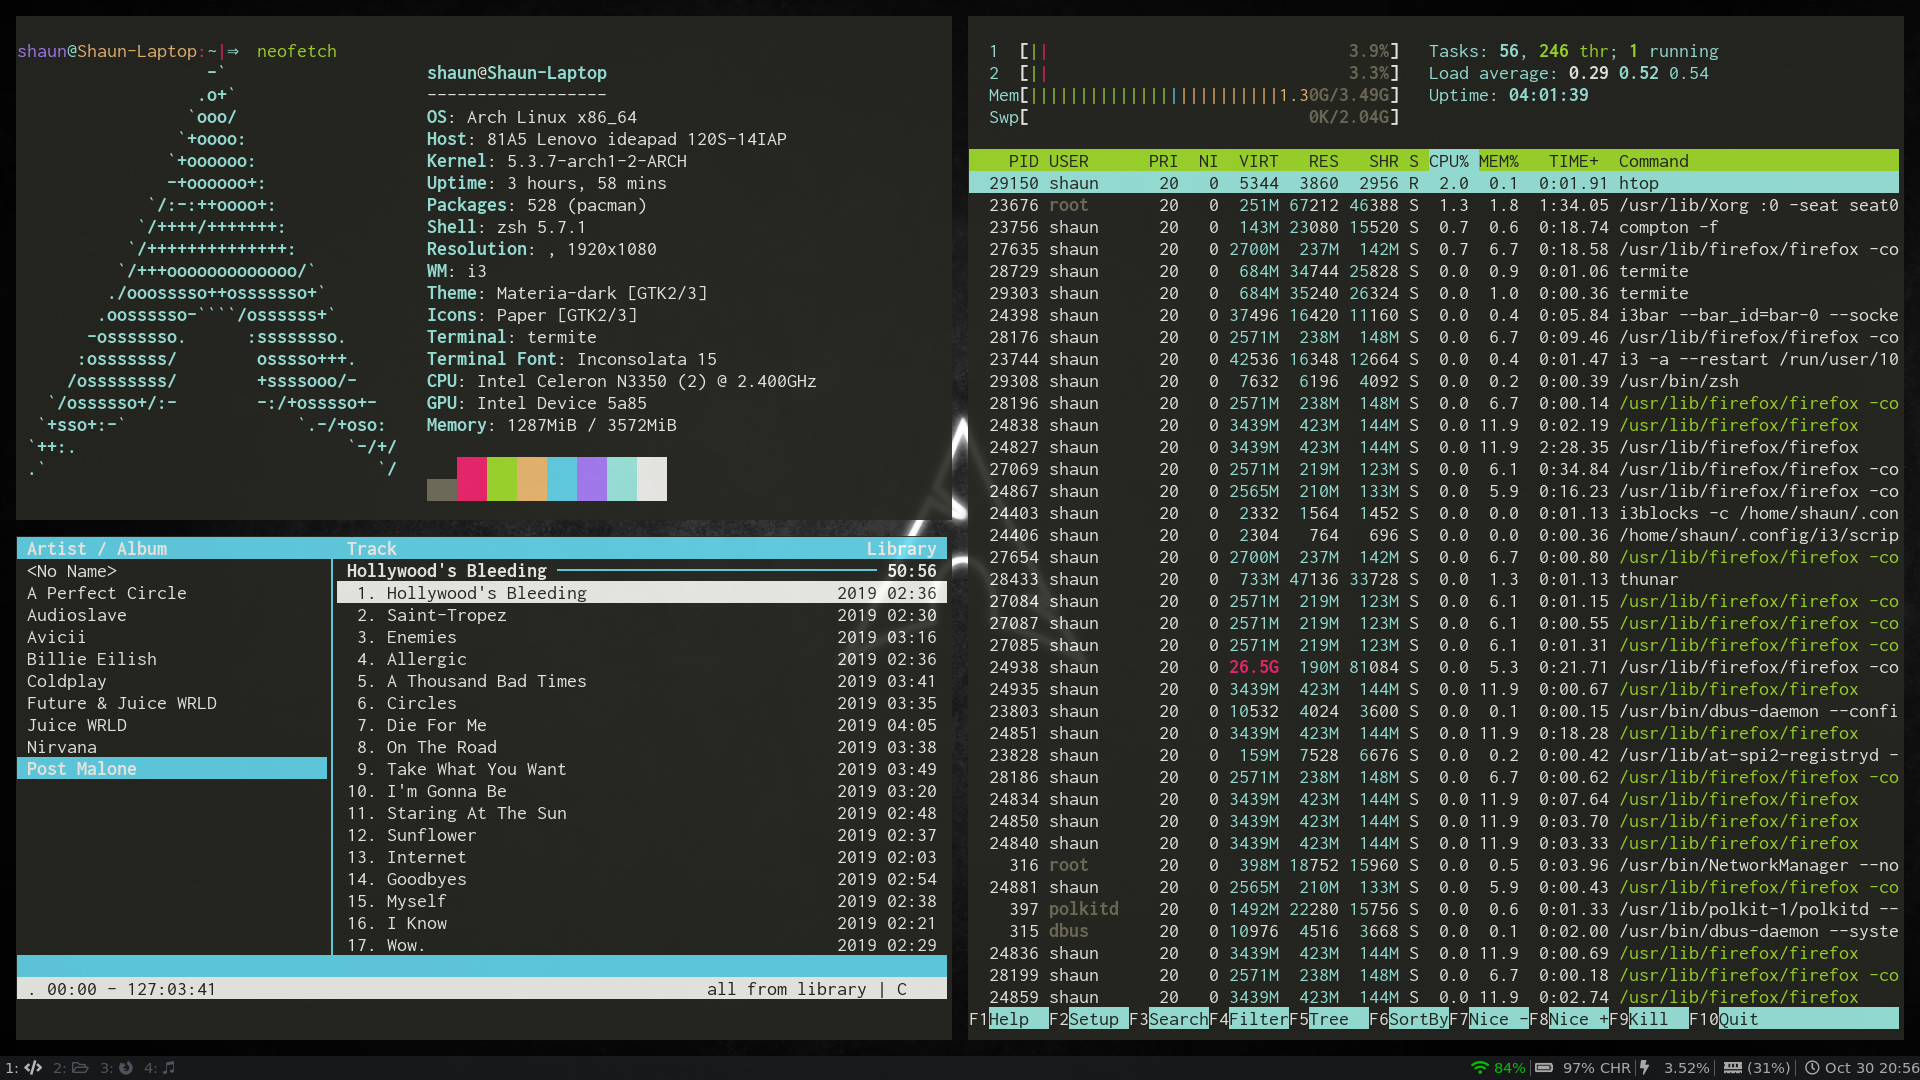 shaun@Shaun-Laptop:~|⇒  neofetch
shaun@Shaun-Laptop
------------------
OS: Arch Linux x86_64
Host: 81A5 Lenovo ideapad 120S-14IAP
Kernel: 5.3.7-arch1-2-ARCH
Uptime: 3 hours, 58 mins
Packages: 528 (pacman)
Shell: zsh 5.7.1
Resolution: , 1920x1080
WM: i3
Theme: Materia-dark [GTK2/3]
Icons: Paper [GTK2/3]
Terminal: termite
Terminal Font: Inconsolata 15
CPU: Intel Celeron N3350 (2) @ 2.400GHz
GPU: Intel Device 5a85
Memory: 1287MiB / 3572MiB
Artist / Album
<No Name>
A Perfect Circle
Audioslave
Avicii
Billie Eilish
Coldplay
Future & Juice WRLD
Juice WRLD
Nirvana
Post Malone
Track Library
Hollywood's Bleeding 50:56
1. Hollywood's Bleeding 2019 02:36
2. Saint-Tropez 2019 02:30
3. Enemies 2019 03:16
4. Allergic 2019 02:36
5. A Thousand Bad Times 2019 03:41
6. Circles 2019 03:35
7. Die For Me 2019 04:05
8. On The Road 2019 03:38
9. Take What You Want 2019 03:49
10. I'm Gonna Be 2019 03:20
11. Staring At The Sun 2019 02:48
12. Sunflower 2019 02:37
13. Internet 2019 02:03
14. Goodbyes 2019 02:54
15. Myself 2019 02:38
16. I Know 2019 02:21
17. Wow. 2019 02:29
. 00:00 - 127:03:41 all from library | C
1 [|| 3.9%] Tasks: 56, 246 thr; 1 running
2 [|| 3.3%] Load average: 0.29 0.52 0.54
Mem[|||||||||||||||||||||||||1.30G/3.49G] Uptime: 04:01:39
Swp[ 0K/2.04G]
PID USER PRI NI VIRT RES SHR S CPU% MEM% TIME+ Command
29150 shaun 20 0 5344 3860 2956 R 2.0 0.1 0:01.91 htop
23676 root 20 0 251M 67212 46388 S 1.3 1.8 1:34.05 /usr/lib/Xorg :0 -seat seat0
23756 shaun 20 0 143M 23080 15520 S 0.7 0.6 0:18.74 compton -f
27635 shaun 20 0 2700M 237M 142M S 0.7 6.7 0:18.58 /usr/lib/firefox/firefox -co
28729 shaun 20 0 684M 34744 25828 S 0.0 0.9 0:01.06 termite
29303 shaun 20 0 684M 35240 26324 S 0.0 1.0 0:00.36 termite
24398 shaun 20 0 37496 16420 11160 S 0.0 0.4 0:05.84 i3bar --bar_id=bar-0 --socke
28176 shaun 20 0 2571M 238M 148M S 0.0 6.7 0:09.46 /usr/lib/firefox/firefox -co
23744 shaun 20 0 42536 16348 12664 S 0.0 0.4 0:01.47 i3 -a --restart /run/user/10
29308 shaun 20 0 7632 6196 4092 S 0.0 0.2 0:00.39 /usr/bin/zsh
28196 shaun 20 0 2571M 238M 148M S 0.0 6.7 0:00.14 /usr/lib/firefox/firefox -co
24838 shaun 20 0 3439M 423M 144M S 0.0 11.9 0:02.19 /usr/lib/firefox/firefox
24827 shaun 20 0 3439M 423M 144M S 0.0 11.9 2:28.35 /usr/lib/firefox/firefox
27069 shaun 20 0 2571M 219M 123M S 0.0 6.1 0:34.84 /usr/lib/firefox/firefox -co
24867 shaun 20 0 2565M 210M 133M S 0.0 5.9 0:16.23 /usr/lib/firefox/firefox -co
24403 shaun 20 0 2332 1564 1452 S 0.0 0.0 0:01.13 i3blocks -c /home/shaun/.con
24406 shaun 20 0 2304 764 696 S 0.0 0.0 0:00.36 /home/shaun/.config/i3/scrip
27654 shaun 20 0 2700M 237M 142M S 0.0 6.7 0:00.80 /usr/lib/firefox/firefox -co
28433 shaun 20 0 733M 47136 33728 S 0.0 1.3 0:01.13 thunar
27084 shaun 20 0 2571M 219M 123M S 0.0 6.1 0:01.15 /usr/lib/firefox/firefox -co
27087 shaun 20 0 2571M 219M 123M S 0.0 6.1 0:00.55 /usr/lib/firefox/firefox -co
27085 shaun 20 0 2571M 219M 123M S 0.0 6.1 0:01.31 /usr/lib/firefox/firefox -co
24938 shaun 20 0 26.5G 190M 81084 S 0.0 5.3 0:21.71 /usr/lib/firefox/firefox -co
24935 shaun 20 0 3439M 423M 144M S 0.0 11.9 0:00.67 /usr/lib/firefox/firefox
23803 shaun 20 0 10532 4024 3600 S 0.0 0.1 0:00.15 /usr/bin/dbus-daemon --confi
24851 shaun 20 0 3439M 423M 144M S 0.0 11.9 0:18.28 /usr/lib/firefox/firefox
23828 shaun 20 0 159M 7528 6676 S 0.0 0.2 0:00.42 /usr/lib/at-spi2-registryd -
28186 shaun 20 0 2571M 238M 148M S 0.0 6.7 0:00.62 /usr/lib/firefox/firefox -co
24834 shaun 20 0 3439M 423M 144M S 0.0 11.9 0:07.64 /usr/lib/firefox/firefox
24850 shaun 20 0 3439M 423M 144M S 0.0 11.9 0:03.70 /usr/lib/firefox/firefox
24840 shaun 20 0 3439M 423M 144M S 0.0 11.9 0:03.33 /usr/lib/firefox/firefox
316 root 20 0 398M 18752 15960 S 0.0 0.5 0:03.96 /usr/bin/NetworkManager --no
24881 shaun 20 0 2565M 210M 133M S 0.0 5.9 0:00.43 /usr/lib/firefox/firefox -co
397 polkitd 20 0 1492M 22280 15756 S 0.0 0.6 0:01.33 /usr/lib/polkit-1/polkitd --
315 dbus 20 0 10976 4516 3668 S 0.0 0.1 0:02.00 /usr/bin/dbus-daemon --syste
24836 shaun 20 0 3439M 423M 144M S 0.0 11.9 0:00.69 /usr/lib/firefox/firefox
28199 shaun 20 0 2571M 238M 148M S 0.0 6.7 0:00.18 /usr/lib/firefox/firefox -co
24859 shaun 20 0 3439M 423M 144M S 0.0 11.9 0:02.74 /usr/lib/firefox/firefox
F1Help F2Setup F3SearchF4FilterF5Tree F6SortByF7Nice -F8Nice +F9Kill F10Quit
1: 2: 3: 4: 84% 97% CHR 3.52% (31%) Oct 30 20:56